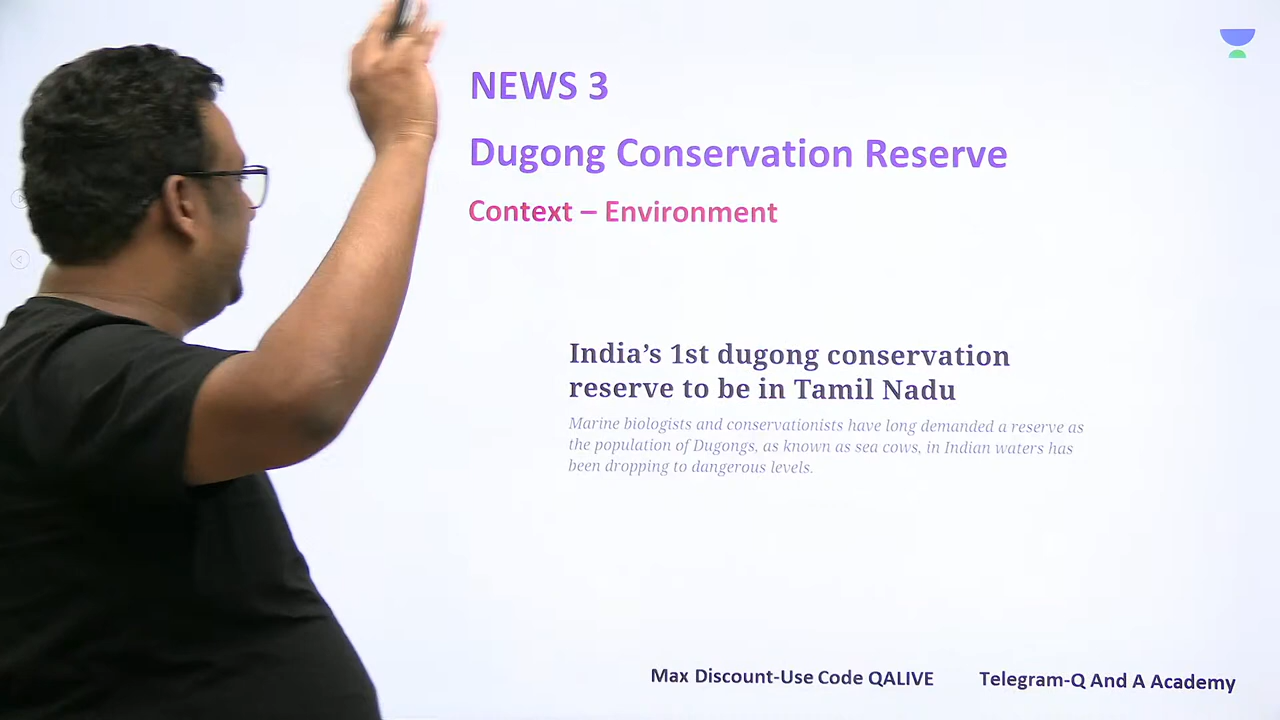 NEWS 3
Dugong Conservation Reserve
Context – Environment
India’s 1st dugong conservation
reserve to be in Tamil Nadu
Marine biologists and conservationists have long demanded a reserve as
the population of Dugongs, as known as sea cows, in Indian waters has
been dropping to dangerous levels.
Max Discount-Use Code QALIVE
Telegram-Q And A Academy